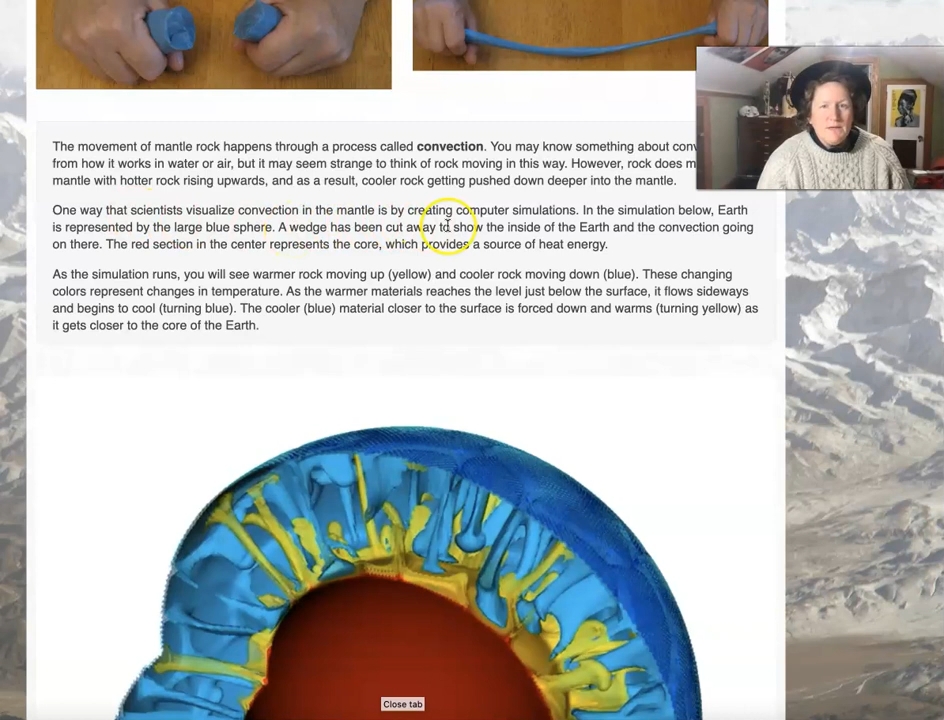 The movement of mantle rock happens through a process called convection. You may know something about conv
from how it works in water or air, but it may seem strange to think of rock moving in this way. However, rock does m
mantle with hotter rock rising upwards, and as a result, cooler rock getting pushed down deeper into the mantle.
One way that scientists visualize convection in the mantle is by creating computer simulations. In the simulation below, Earth
is represented by the large blue sphere. A wedge has been cut away to show the inside of the Earth and the convection going
on there. The red section in the center represents the core, which provides a source of heat energy.
As the simulation runs, you will see warmer rock moving up (yellow) and cooler rock moving down (blue). These changing
colors represent changes in temperature. As the warmer materials reaches the level just below the surface, it flows sideways
and begins to cool (turning blue). The cooler (blue) material closer to the surface is forced down and warms (turning yellow) as
it gets closer to the core of the Earth.
Close tab